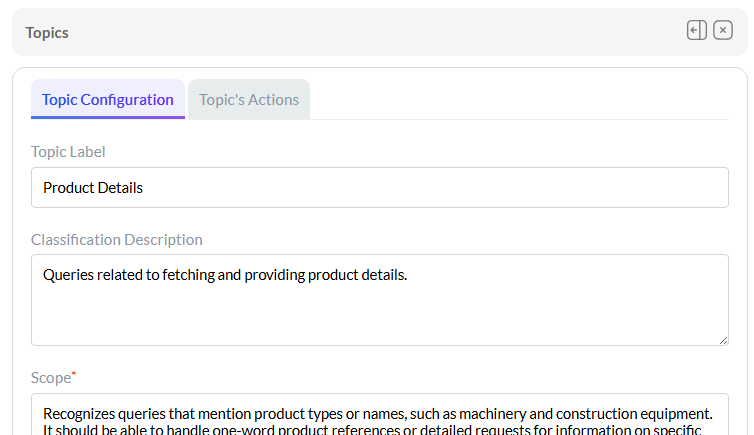 Topics
Topic Configuration Topic's Actions
Topic Label
Product Details
Classification Description
Queries related to fetching and providing product details.
Scope*
Recognizes queries that mention product types or names, such as machinery and construction equipment.
It should be able to handle one-word product references or detailed requests for information on specific